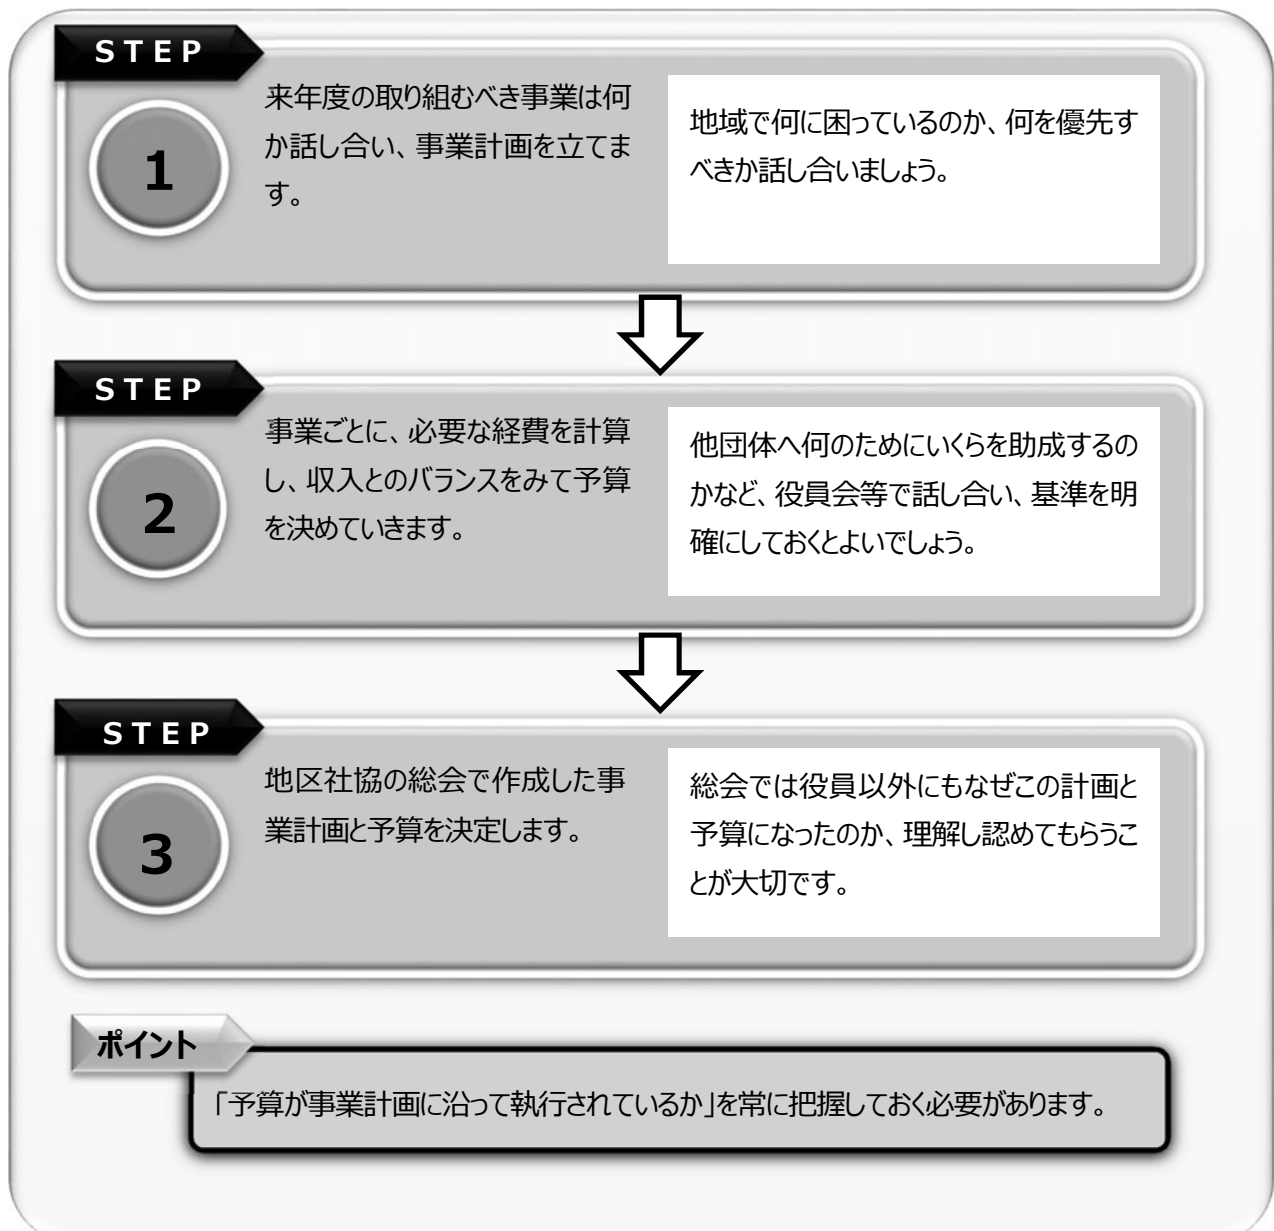 STEP
1
来年度の取り組むべき事業は何
か話し合い、事業計画を立てま
す。
地域で何に困っているのか、何を優先す
べきか話し合いましょう。
STEP
2
事業ごとに、必要な経費を計算
し、収入とのバランスをみて予算
を決めていきます。
他団体へ何のためにいくらを助成するの
かなど、役員会等で話し合い、基準を明
確にしておくとよいでしょう。
STEP
3
地区社協の総会で作成した事
業計画と予算を決定します。
総会では役員以外にもなぜこの計画と
予算になったのか、理解し認めてもらうこ
とが大切です。
ポイント
「予算が事業計画に沿って執行されているか」を常に把握しておく必要があります。